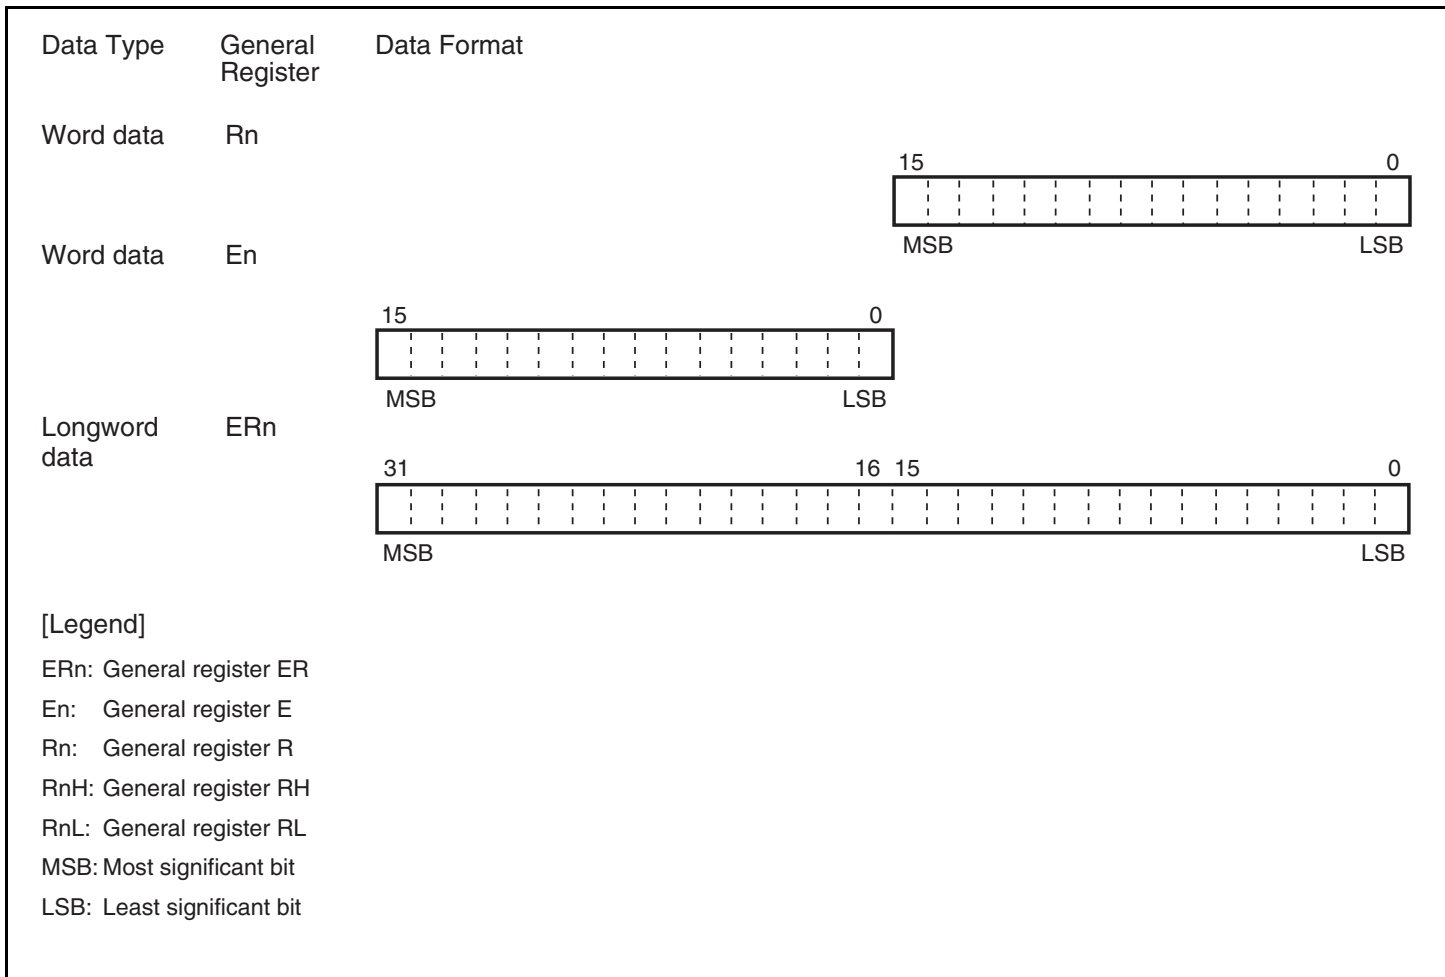 Data Type General Register Data Format
Word data Rn
15 0
MSB LSB
Word data En
15 0
MSB LSB
Longword data ERn
31 16 15 0
MSB LSB
[Legend]
ERn: General register ER
En: General register E
Rn: General register R
RnH: General register RH
RnL: General register RL
MSB: Most significant bit
LSB: Least significant bit